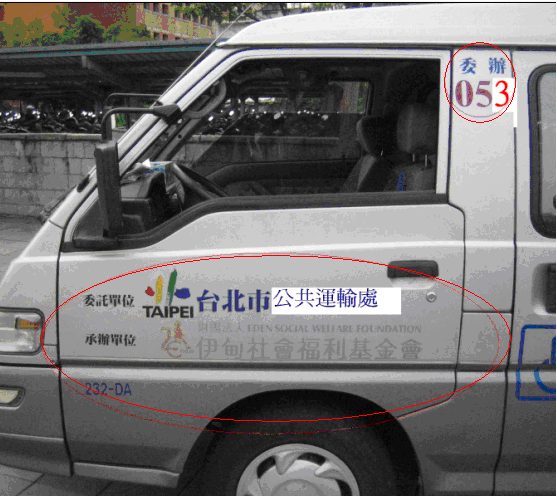 委辦
053
委託單位 TAIPEI 台北市公共運輸處
承辦單位 財團法人 EDEN SOCIAL WELFARE FOUNDATION
伊甸社會福利基金會
232-DA